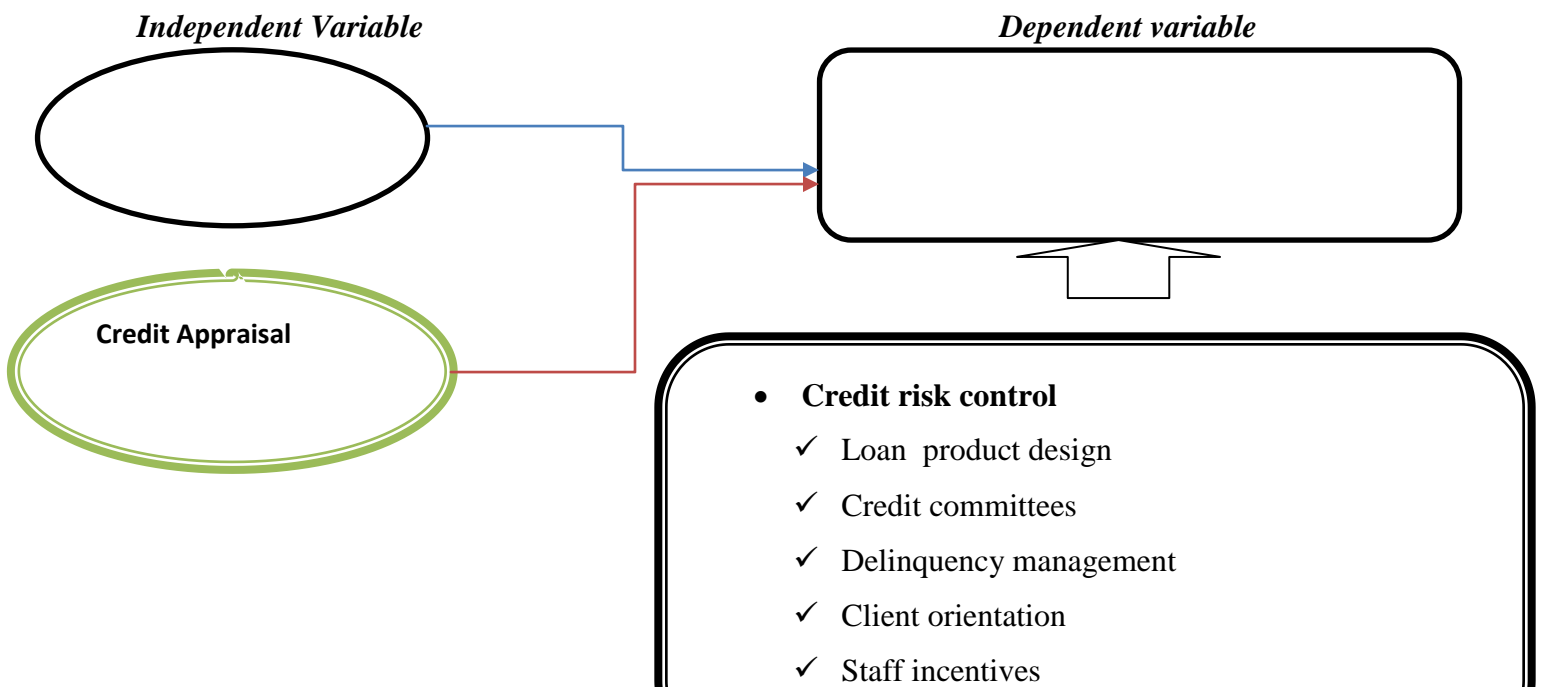 Independent Variable
Dependent variable
Credit Appraisal
• Credit risk control
✓ Loan product design
✓ Credit committees
✓ Delinquency management
✓ Client orientation
✓ Staff incentives